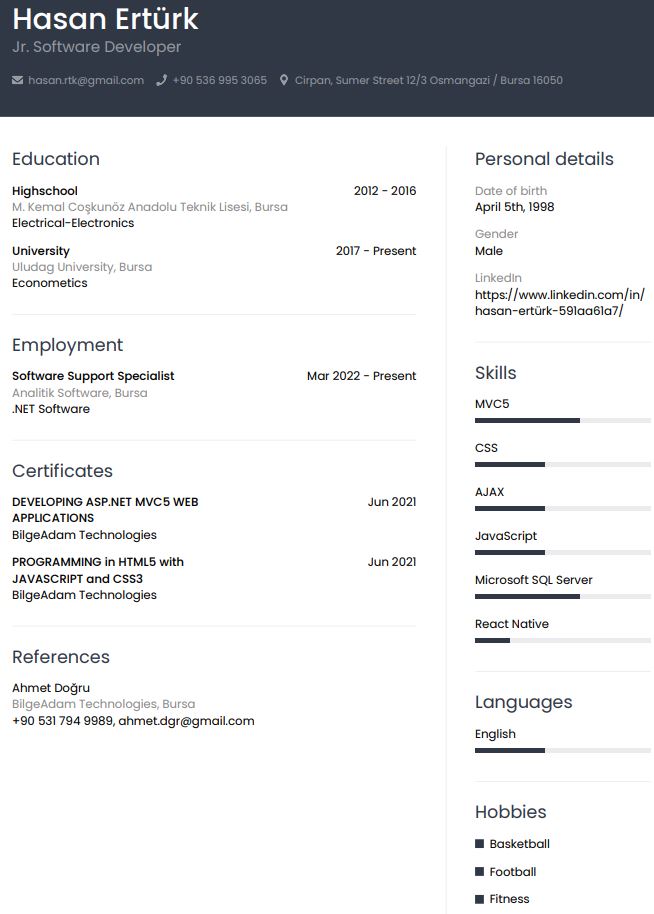 Hasan Ertürk
Jr. Software Developer
hasan.rtk@gmail.com +90 536 995 3065 Cirpan, Sumer Street 12/3 Osmangazi / Bursa 16050
Education
Highschool 2012 - 2016
M. Kemal Coşkunöz Anadolu Teknik Lisesi, Bursa
Electrical-Electronics
University 2017 - Present
Uludag University, Bursa
Econometics
Employment
Software Support Specialist Mar 2022 - Present
Analitik Software, Bursa
.NET Software
Certificates
DEVELOPING ASP.NET MVC5 WEB Jun 2021
APPLICATIONS
BilgeAdam Technologies
PROGRAMMING in HTML5 with Jun 2021
JAVASCRIPT and CSS3
BilgeAdam Technologies
References
Ahmet Doğru
BilgeAdam Technologies, Bursa
+90 531 794 9989, ahmet.dgr@gmail.com
Personal details
Date of birth
April 5th, 1998
Gender
Male
LinkedIn
https://www.linkedin.com/in/
hasan-ertürk-591aa61a7/
Skills
MVC5
CSS
AJAX
JavaScript
Microsoft SQL Server
React Native
Languages
English
Hobbies
Basketball
Football
Fitness